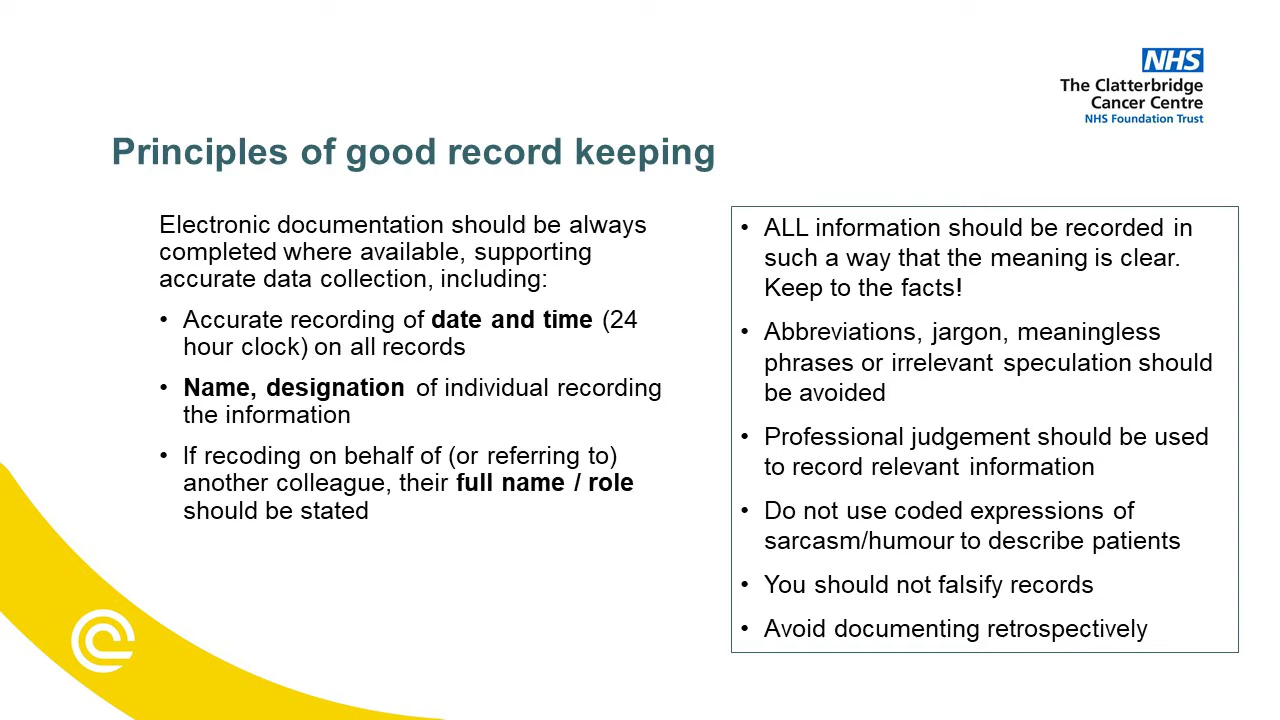 NHS
The Clatterbridge
Cancer Centre
NHS Foundation Trust
Principles of good record keeping
Electronic documentation should be always
completed where available, supporting
accurate data collection, including:
• Accurate recording of date and time (24
hour clock) on all records
• Name, designation of individual recording
the information
• If recoding on behalf of (or referring to)
another colleague, their full name / role
should be stated
• ALL information should be recorded in
such a way that the meaning is clear.
Keep to the facts!
• Abbreviations, jargon, meaningless
phrases or irrelevant speculation should
be avoided
• Professional judgement should be used
to record relevant information
• Do not use coded expressions of
sarcasm/humour to describe patients
• You should not falsify records
• Avoid documenting retrospectively